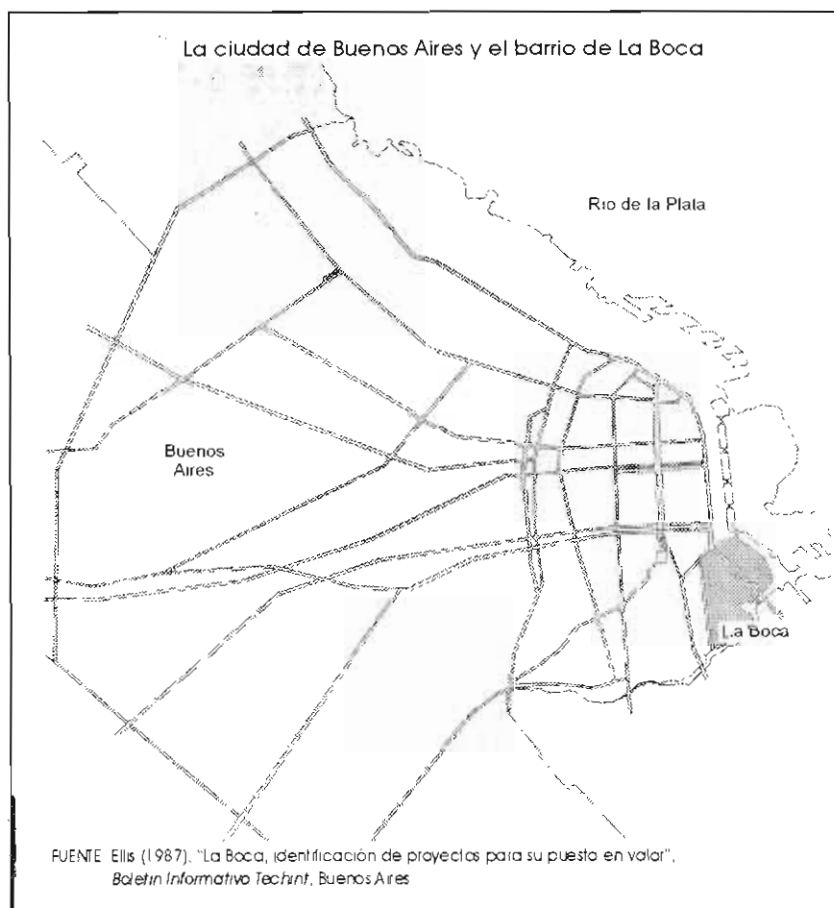 La ciudad de Buenos Aires y el barrio de La Boca
Rio de la Plata
Buenos
Aires
La Boca
FUENTE Ellis (1987). "La Boca, identificación de proyectos para su puesta en valor",
Boletin Informativo Techint, Buenos Aires